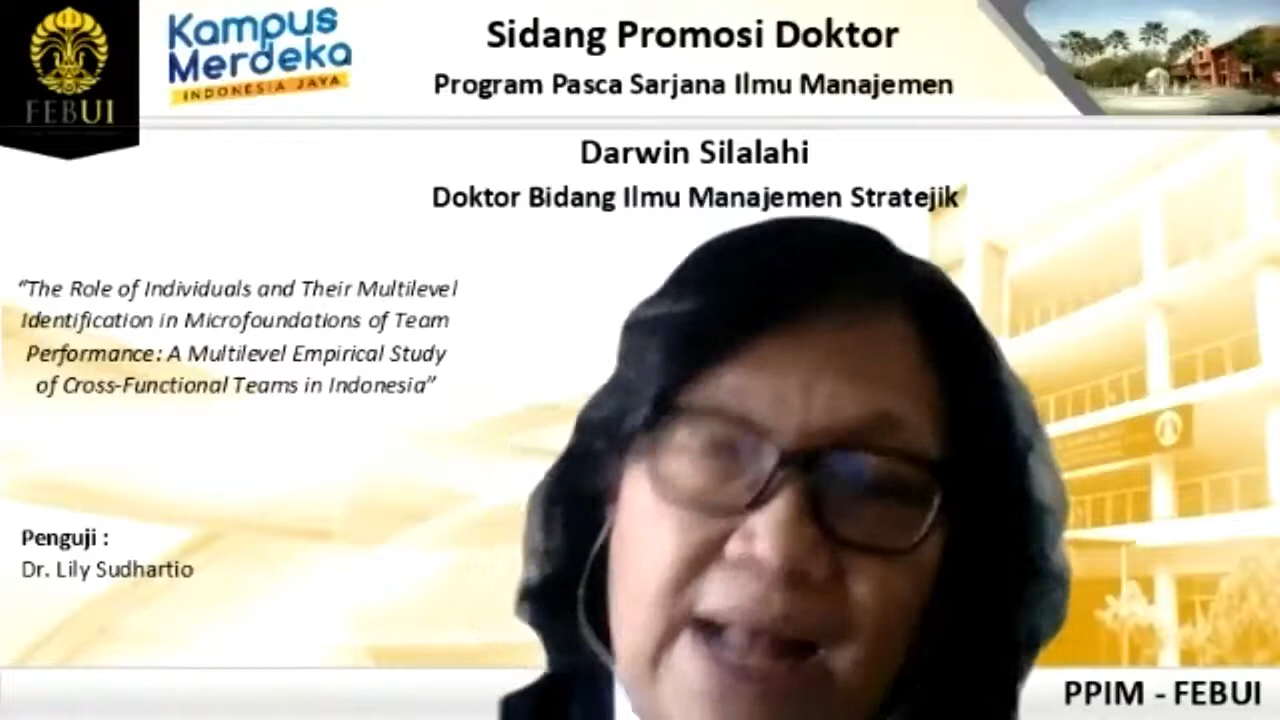 FEBUI
Kampus
Merdeka
INDONESIA JAYA
Sidang Promosi Doktor
Program Pasca Sarjana Ilmu Manajemen
Darwin Silalahi
Doktor Bidang Ilmu Manajemen Stratejik
“The Role of Individuals and Their Multilevel
Identification in Microfoundations of Team
Performance: A Multilevel Empirical Study
of Cross-Functional Teams in Indonesia”
Penguji :
Dr. Lily Sudhartio
PPIM - FEBUI